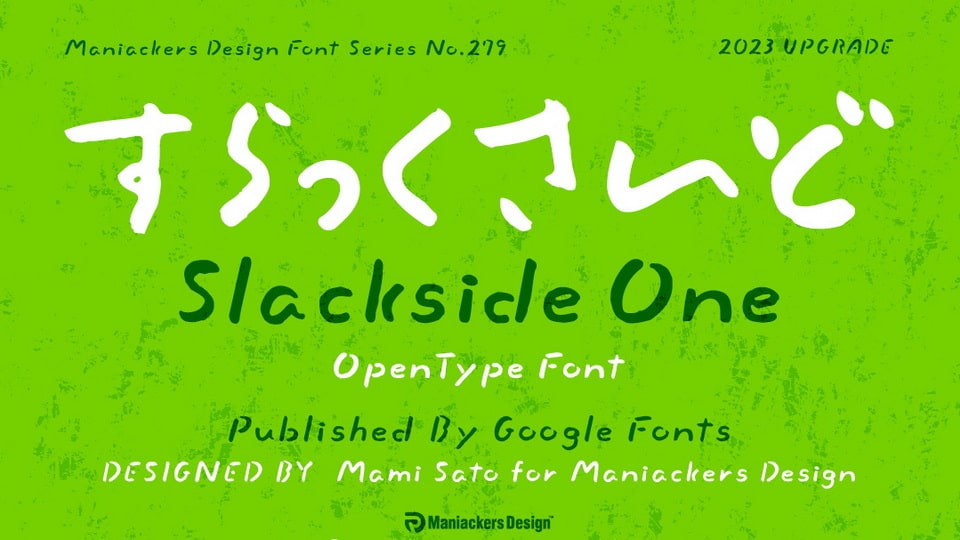 Maniackers Design Font Series No.279
2023 UPGRADE
すらっくさいど
Slackside One
OpenType Font
Published By Google Fonts
DESIGNED BY Mami Sato for Maniackers Design
Maniackers Design™